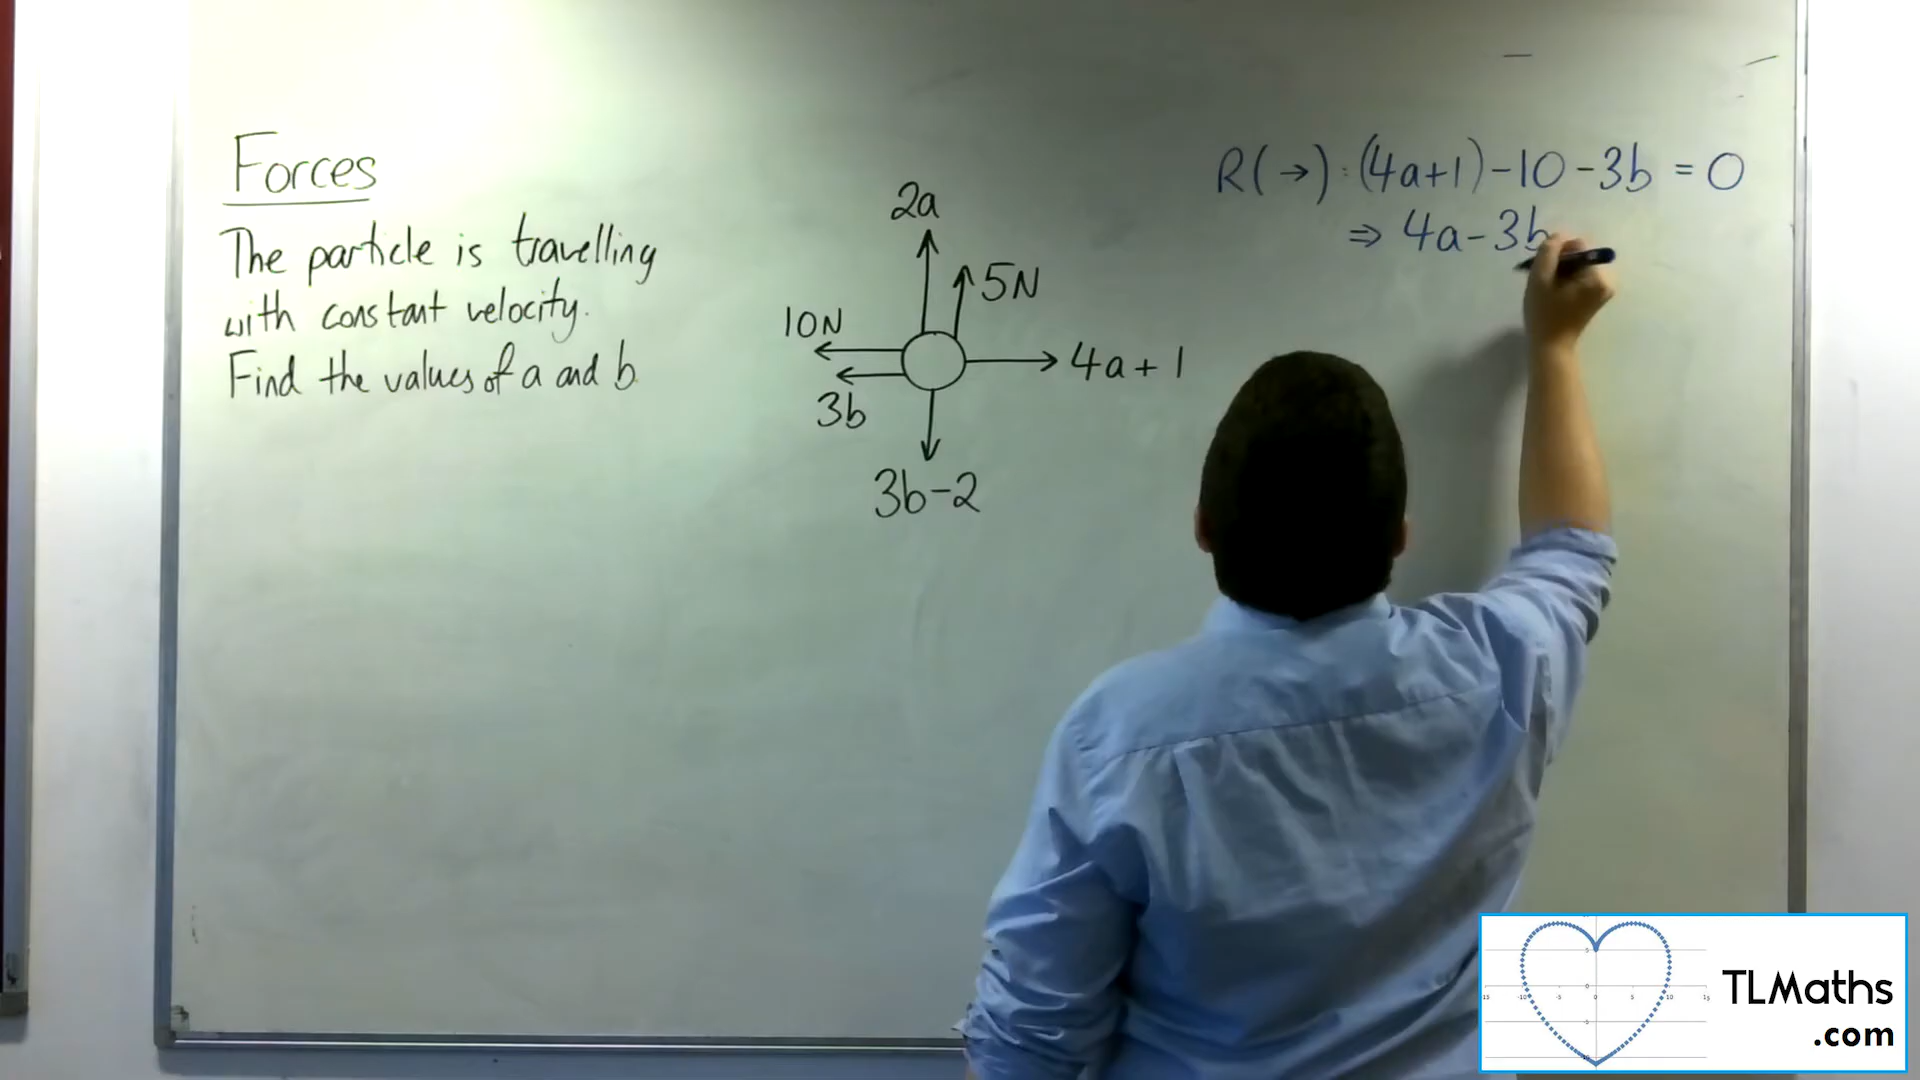 Forces
The particle is travelling
with constant velocity.
Find the values of a and b
2a
5N
10N
4a+1
3b
3b-2
R(→): (4a+1)-10-3b = 0
⇒ 4a-3b
TLMaths
.com